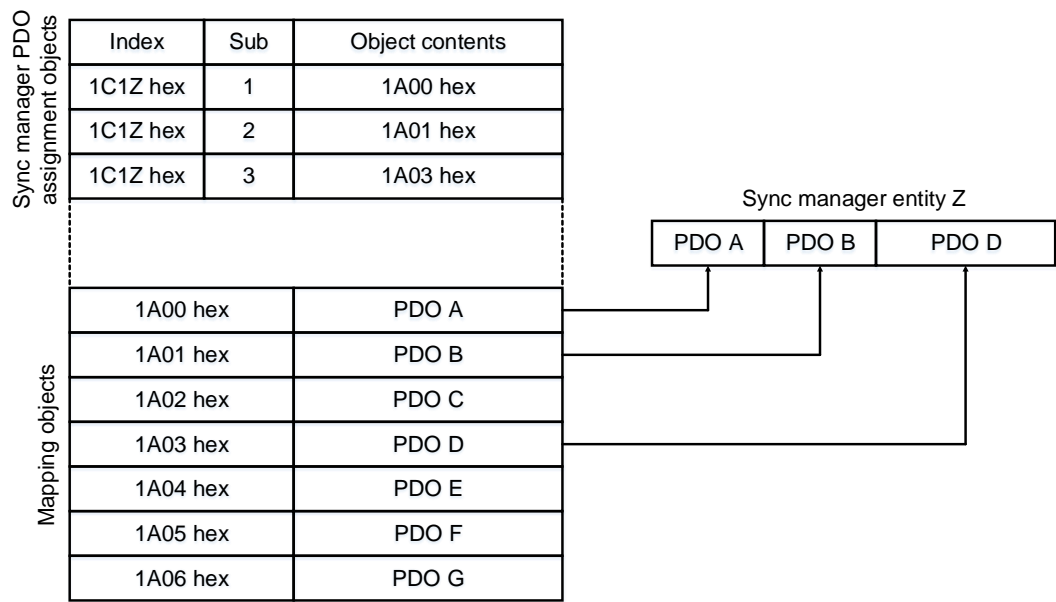 Sync manager PDO
assignment objects
Index Sub Object contents
1C1Z hex 1 1A00 hex
1C1Z hex 2 1A01 hex
1C1Z hex 3 1A03 hex
Sync manager entity Z
PDO A PDO B PDO D
Mapping objects
1A00 hex PDO A
1A01 hex PDO B
1A02 hex PDO C
1A03 hex PDO D
1A04 hex PDO E
1A05 hex PDO F
1A06 hex PDO G